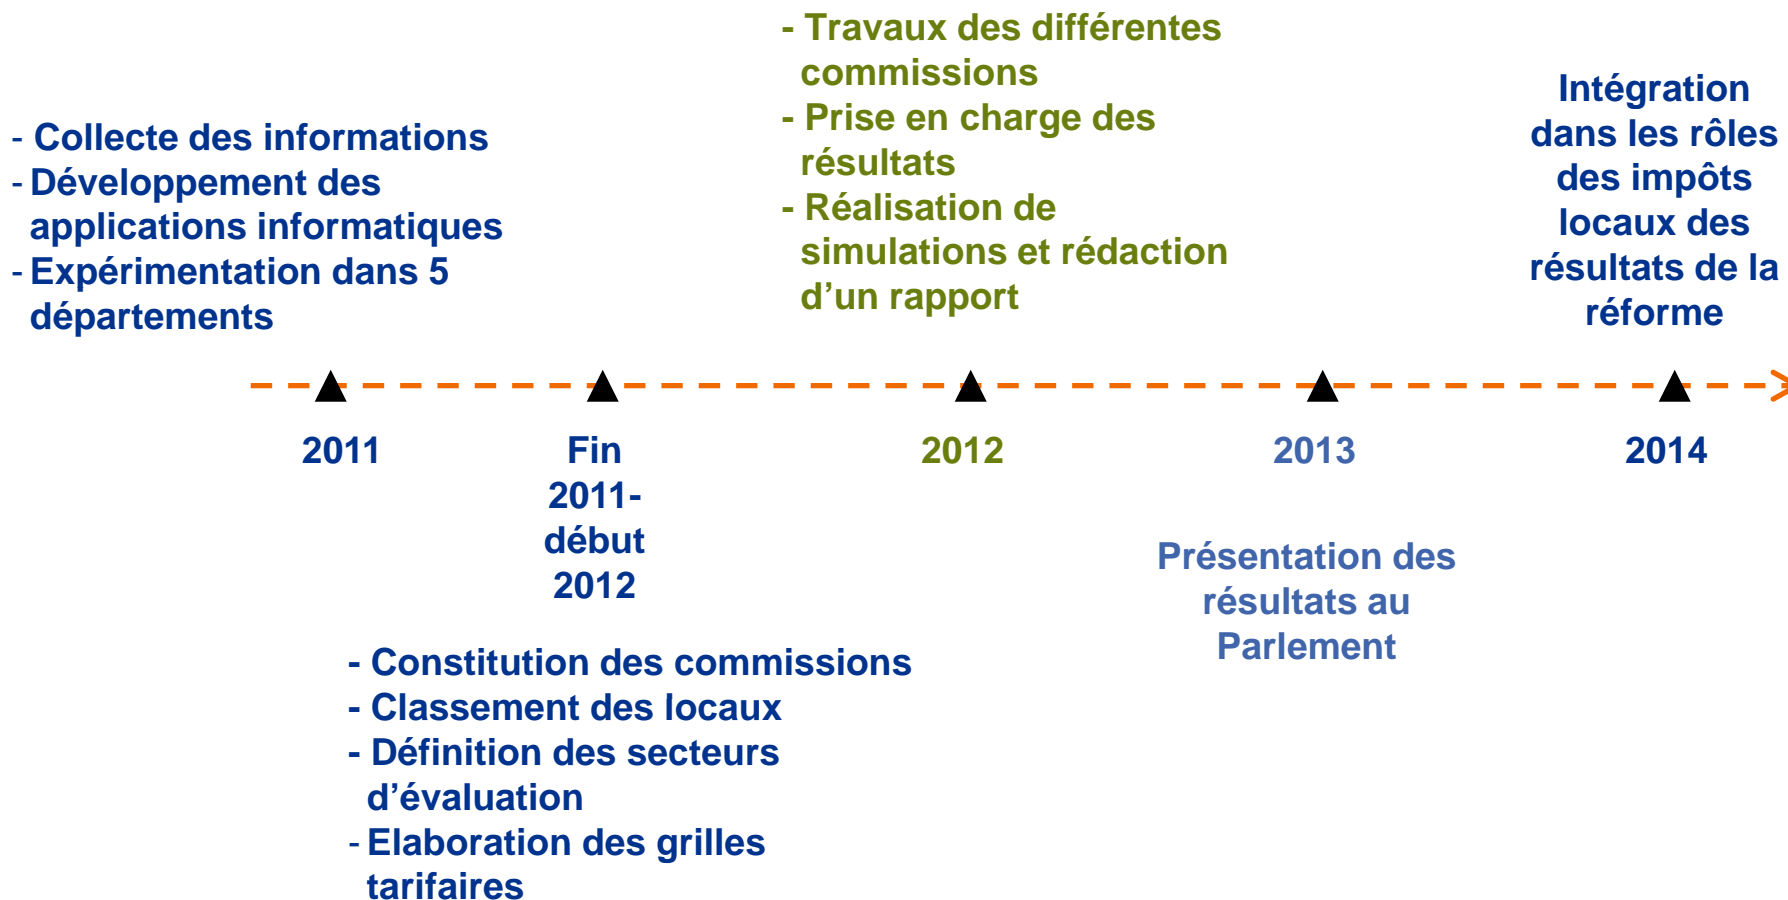 - Collecte des informations
- Développement des
applications informatiques
- Expérimentation dans 5
départements
- Travaux des différentes
commissions
- Prise en charge des
résultats
- Réalisation de
simulations et rédaction
d’un rapport
Intégration
dans les rôles
des impôts
locaux des
résultats de la
réforme
2011
Fin
2011-
début
2012
2012
2013
2014
- Constitution des commissions
- Classement des locaux
- Définition des secteurs
d’évaluation
- Elaboration des grilles
tarifaires
Présentation des
résultats au
Parlement